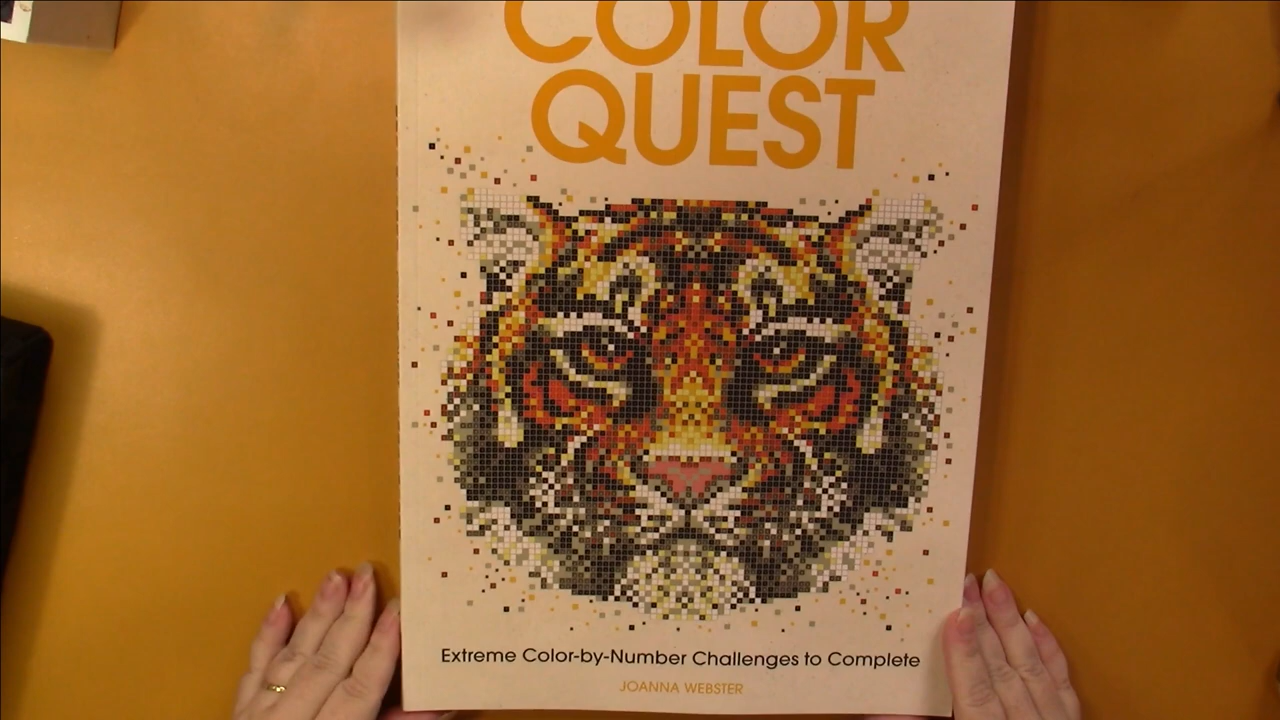 COLOR
QUEST
Extreme Color-by-Number Challenges to Complete
JOANNA WEBSTER